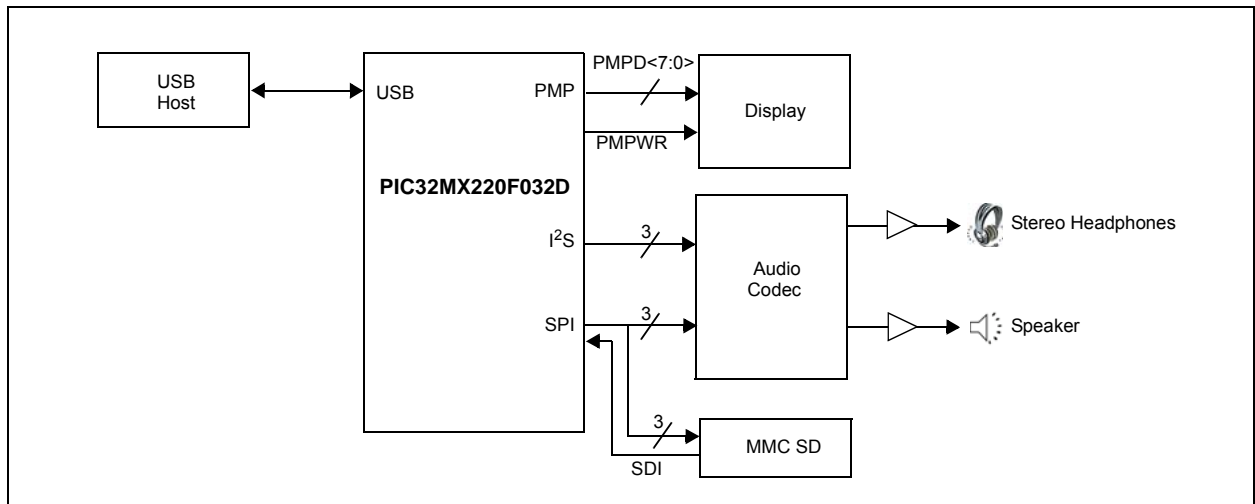 USB
Host
USB
PIC32MX220F032D
PMP
PMPD<7:0>
PMPWR
Display
I²S
3
SPI
3
Audio
Codec
Stereo Headphones
Speaker
3
SDI
MMC SD